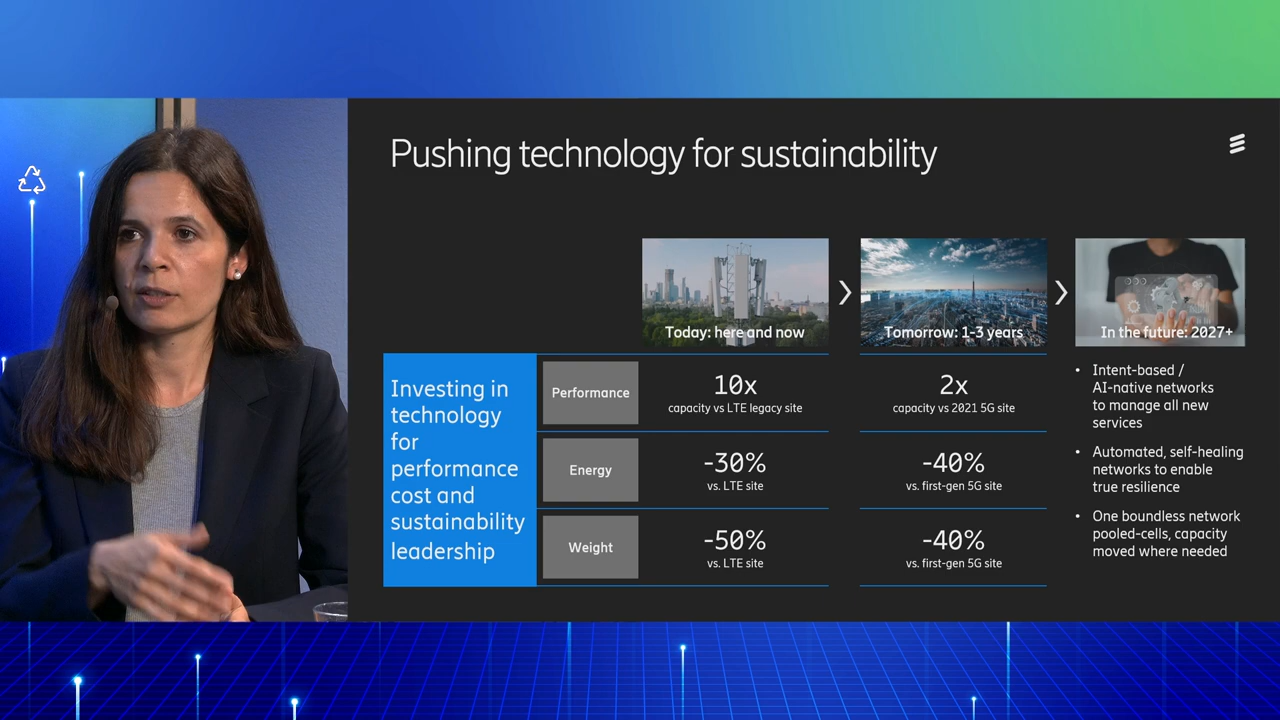 Pushing technology for sustainability
Today: here and now
Tomorrow: 1-3 years
In the future: 2027+
Investing in
technology
for
performance
cost and
sustainability
leadership
Performance
10x
capacity vs LTE legacy site
2x
capacity vs 2021 5G site
Energy
-30%
vs. LTE site
-40%
vs. first-gen 5G site
Weight
-50%
vs. LTE site
-40%
vs. first-gen 5G site
• Intent-based /
AI-native networks
to manage all new
services
• Automated, self-healing
networks to enable
true resilience
• One boundless network
pooled-cells, capacity
moved where needed